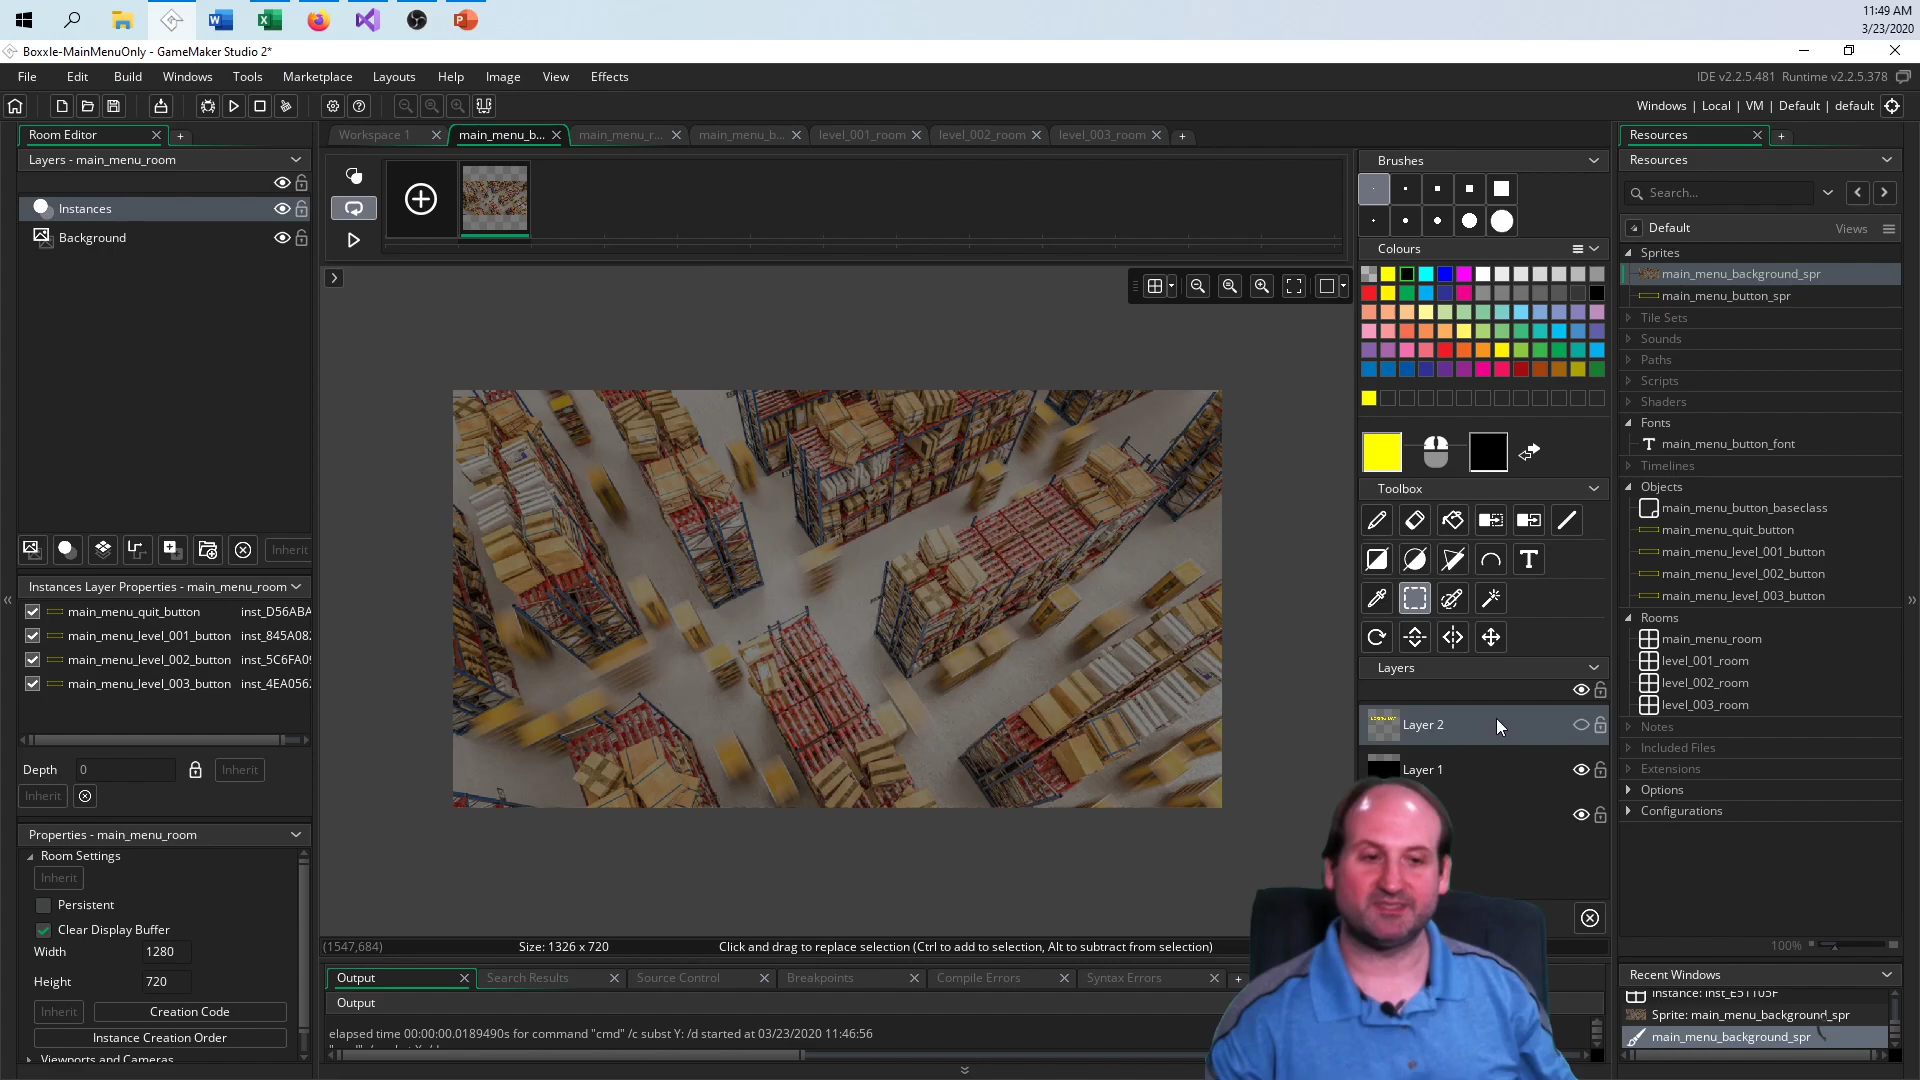 11:49 AM
3/23/2020
Boxxle-MainMenuOnly - GameMaker Studio 2*
File Edit Build Windows Tools Marketplace Layouts Help Image View Effects
IDE v2.2.5.481 Runtime v2.2.5.378
Windows | Local | VM | Default | default
Room Editor
Layers - main_menu_room
Instances
Background
Inherit
Instances Layer Properties - main_menu_room
main_menu_quit_button inst_D56ABA
main_menu_level_001_button inst_845A08
main_menu_level_002_button inst_5C6FA0
main_menu_level_003_button inst_4EA056
Depth 0 Inherit
Inherit
Properties - main_menu_room
Room Settings
Inherit
Persistent
Clear Display Buffer
Width 1280
Height 720
Inherit Creation Code
Instance Creation Order
Viewports and Cameras
Workspace 1 main_menu_b... main_menu_r... main_menu_b... level_001_room level_002_room level_003_room
(1547,684) Size: 1326 x 720 Click and drag to replace selection (Ctrl to add to selection, Alt to subtract from selection)
Output Search Results Source Control Breakpoints Compile Errors Syntax Errors
Output
elapsed time 00:00:00.0189490s for command "cmd" /c subst Y: /d started at 03/23/2020 11:46:56
Brushes
Colours
Toolbox
T
Layers
Layer 2
Layer 1
Resources
Resources
Search...
Default Views
Sprites
main_menu_background_spr
main_menu_button_spr
Tile Sets
Sounds
Paths
Scripts
Shaders
Fonts
T main_menu_button_font
Timelines
Objects
main_menu_button_baseclass
main_menu_quit_button
main_menu_level_001_button
main_menu_level_002_button
main_menu_level_003_button
Rooms
main_menu_room
level_001_room
level_002_room
level_003_room
Notes
Included Files
Extensions
Options
Configurations
100%
Recent Windows
Instance: inst_E51105F
Sprite: main_menu_background_spr
main_menu_background_spr